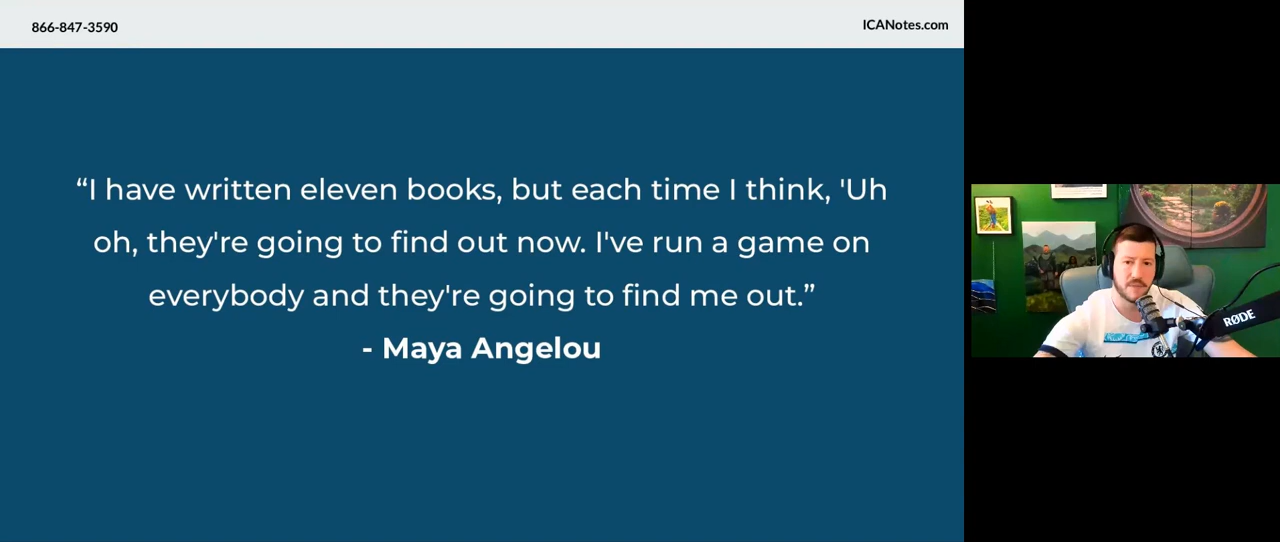 866-847-3590
ICANotes.com
“I have written eleven books, but each time I think, 'Uh
oh, they're going to find out now. I've run a game on
everybody and they're going to find me out.”
- Maya Angelou
RØDE